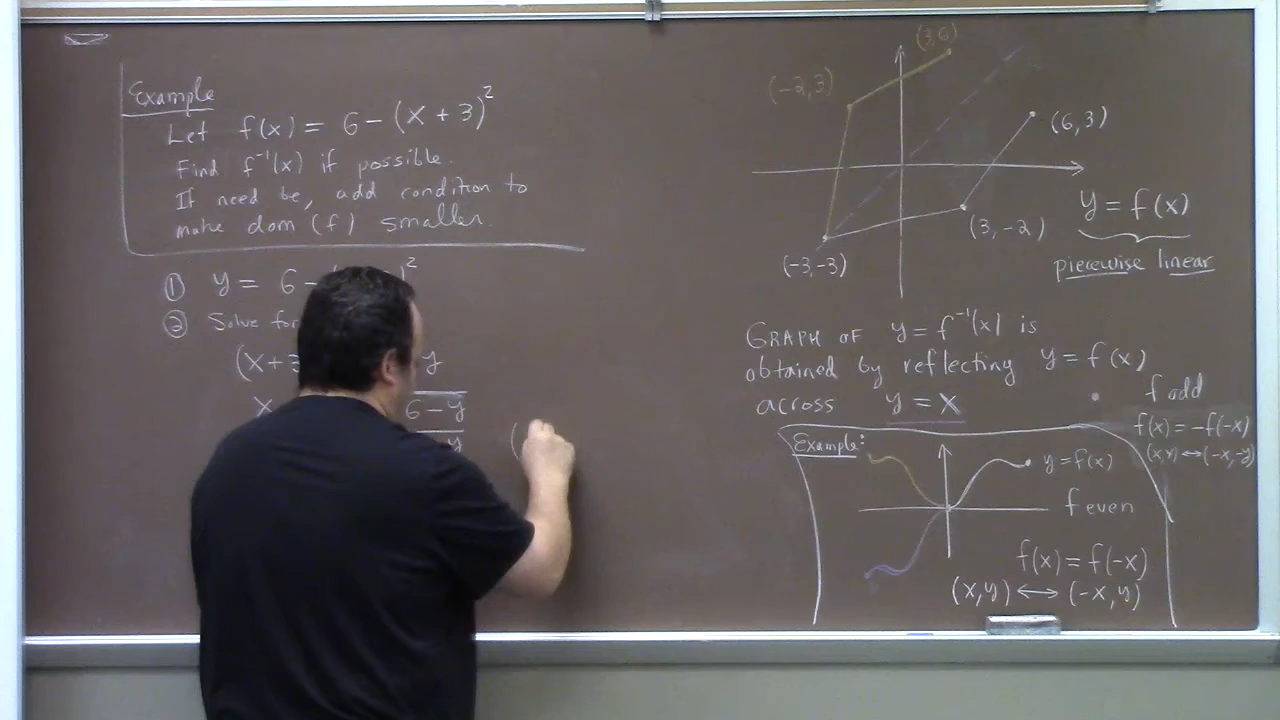 Example
Let f(x) = 6 - (x + 3)²
Find f⁻¹(x) if possible.
If need be, add condition to
make dom (f) smaller.
① y = 6 - )²
② Solve for
(x+3 y
x 6 - y
y
(
(3,6)
(-2,3)
(6,3)
(3,-2)
(-3,-3)
y = f(x)
piecewise linear
GRAPH OF y = f⁻¹(x) is
obtained by reflecting y = f(x)
across y = x
f odd
f(x) = -f(-x)
(x,y) ↔ (-x,-y)
Example:
y = f(x)
f even
f(x) = f(-x)
(x,y) ↔ (-x,y)